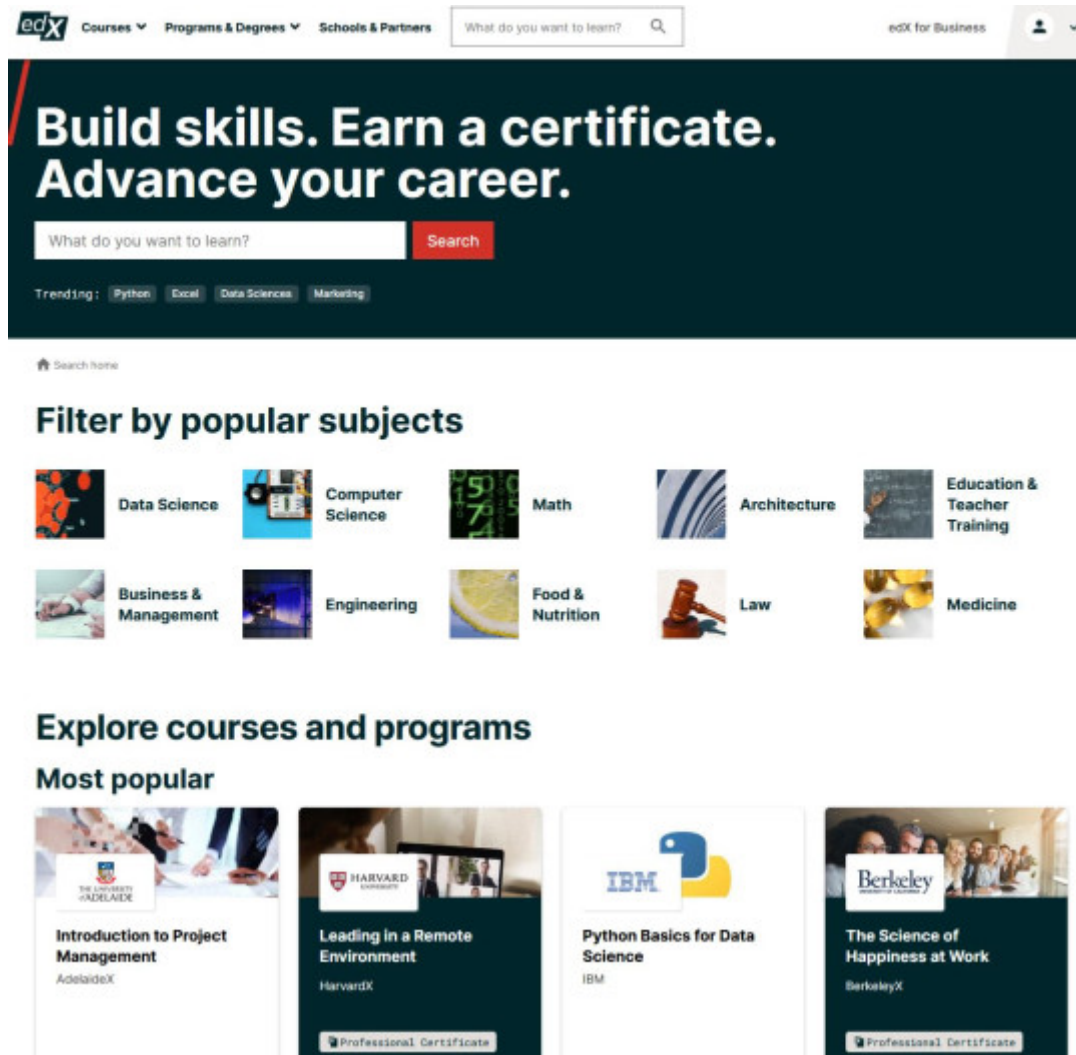 edX
Courses
Programs & Degrees
Schools & Partners
What do you want to learn?
edX for Business
Build skills. Earn a certificate.
Advance your career.
What do you want to learn?
Search
Trending:
Python
Excel
Data Sciences
Marketing
Search home
Filter by popular subjects
Data Science
Computer
Science
Math
Architecture
Education &
Teacher
Training
Business &
Management
Engineering
Food &
Nutrition
Law
Medicine
Explore courses and programs
Most popular
THE UNIVERSITY
of ADELAIDE
Introduction to Project
Management
AdelaideX
HARVARD
UNIVERSITY
Leading in a Remote
Environment
HarvardX
Professional Certificate
IBM
Python Basics for Data
Science
IBM
Berkeley
UNIVERSITY OF CALIFORNIA
The Science of
Happiness at Work
BerkeleyX
Professional Certificate